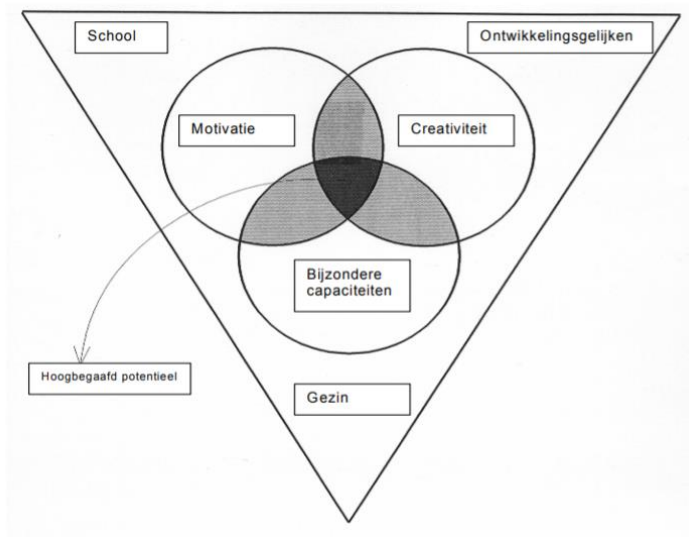 School
Ontwikkelingsgelijken
Motivatie
Creativiteit
Bijzondere
capaciteiten
Hoogbegaafd potentieel
Gezin